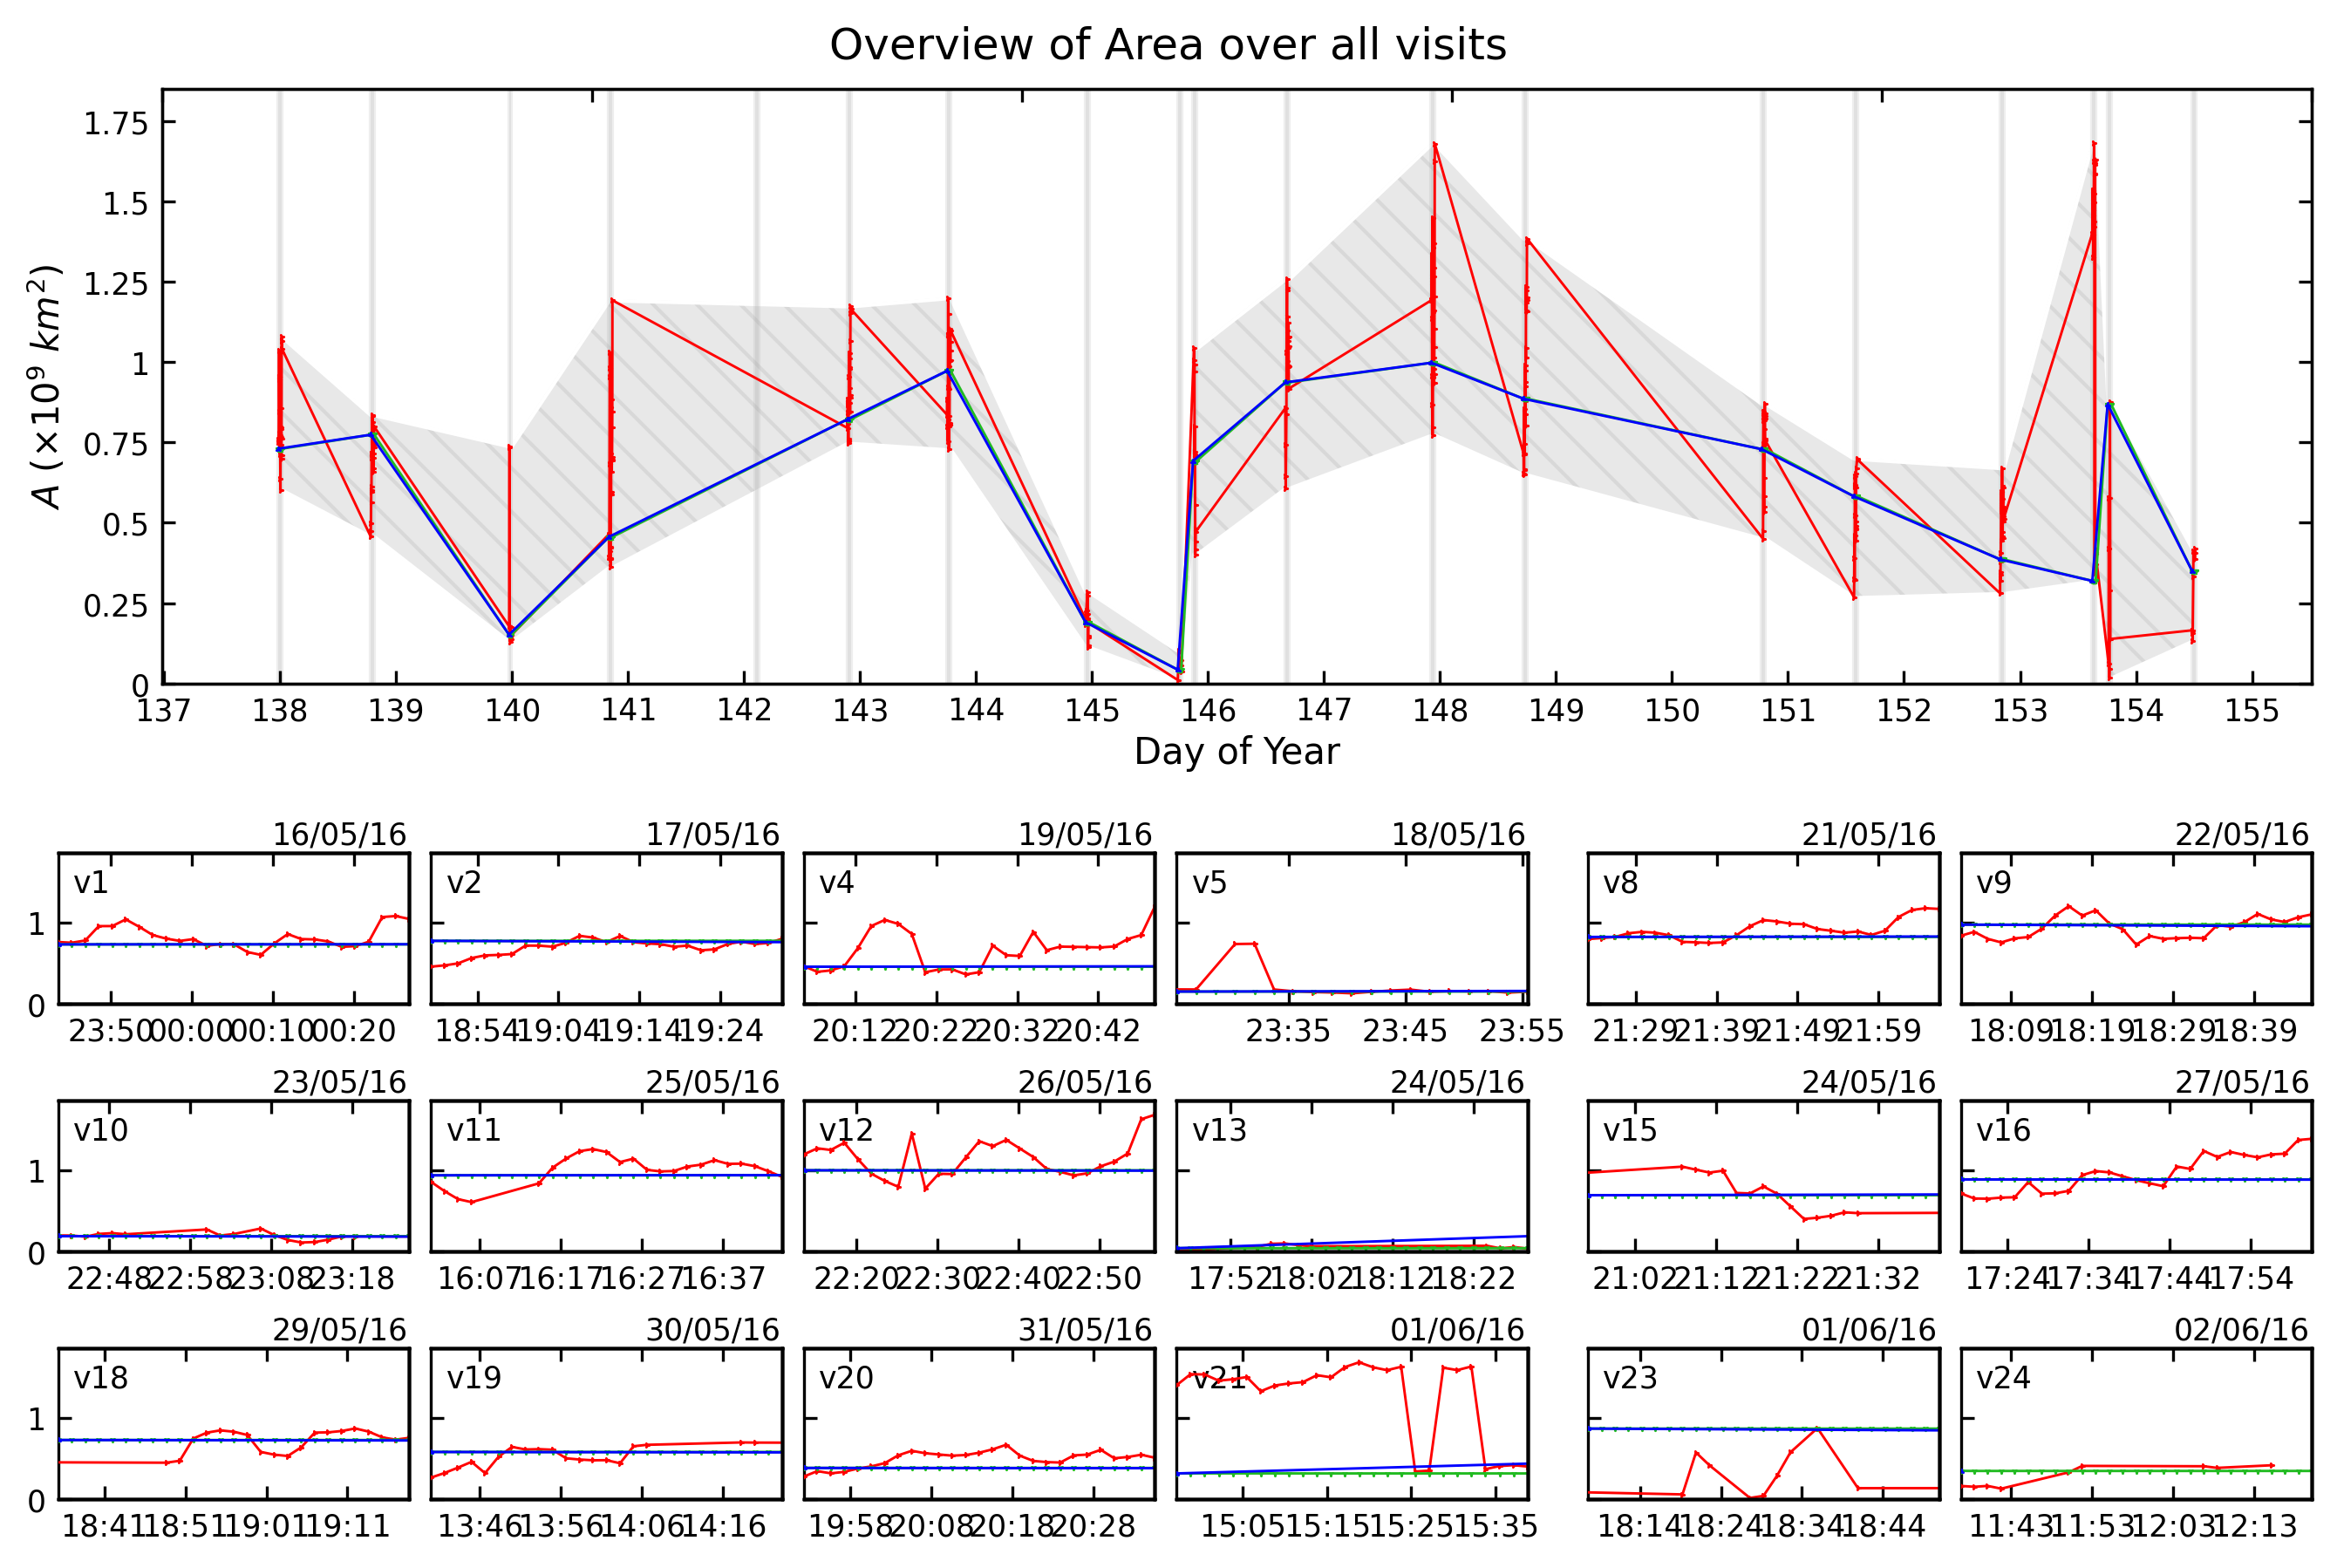 Overview of Area over all visits
1.75
1.5
1.25
1
0.75
0.5
0.25
0
A (×10⁹ km²)
137 138 139 140 141 142 143 144 145 146 147 148 149 150 151 152 153 154 155
Day of Year
16/05/16 17/05/16 19/05/16 18/05/16 21/05/16 22/05/16
v1 v2 v4 v5 v8 v9
1
0
23:50 00:00 00:10 00:20 18:54 19:04 19:14 19:24 20:12 20:22 20:32 20:42 23:35 23:45 23:55 21:29 21:39 21:49 21:59 18:09 18:19 18:29 18:39
23/05/16 25/05/16 26/05/16 24/05/16 24/05/16 27/05/16
v10 v11 v12 v13 v15 v16
1
0
22:48 22:58 23:08 23:18 16:07 16:17 16:27 16:37 22:20 22:30 22:40 22:50 17:52 18:02 18:12 18:22 21:02 21:12 21:22 21:32 17:24 17:34 17:44 17:54
29/05/16 30/05/16 31/05/16 01/06/16 01/06/16 02/06/16
v18 v19 v20 v21 v23 v24
1
0
18:41 18:51 19:01 19:11 13:46 13:56 14:06 14:16 19:58 20:08 20:18 20:28 15:05 15:15 15:25 15:35 18:14 18:24 18:34 18:44 11:43 11:53 12:03 12:13